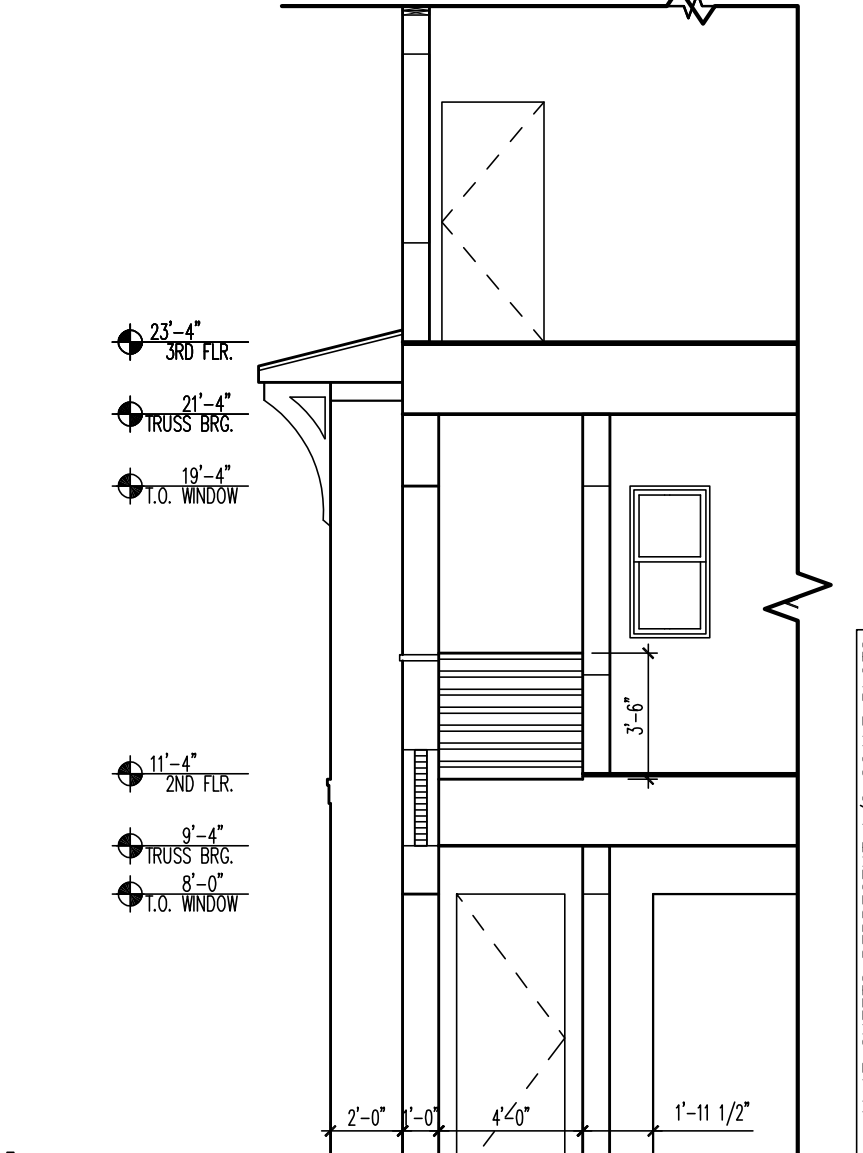 23'-4"
3RD FLR.
21'-4"
TRUSS BRG.
19'-4"
T.O. WINDOW
3'-6"
11'-4"
2ND FLR.
9'-4"
TRUSS BRG.
8'-0"
T.O. WINDOW
2'-0" 1'-0" 4'-0" 1'-11 1/2"